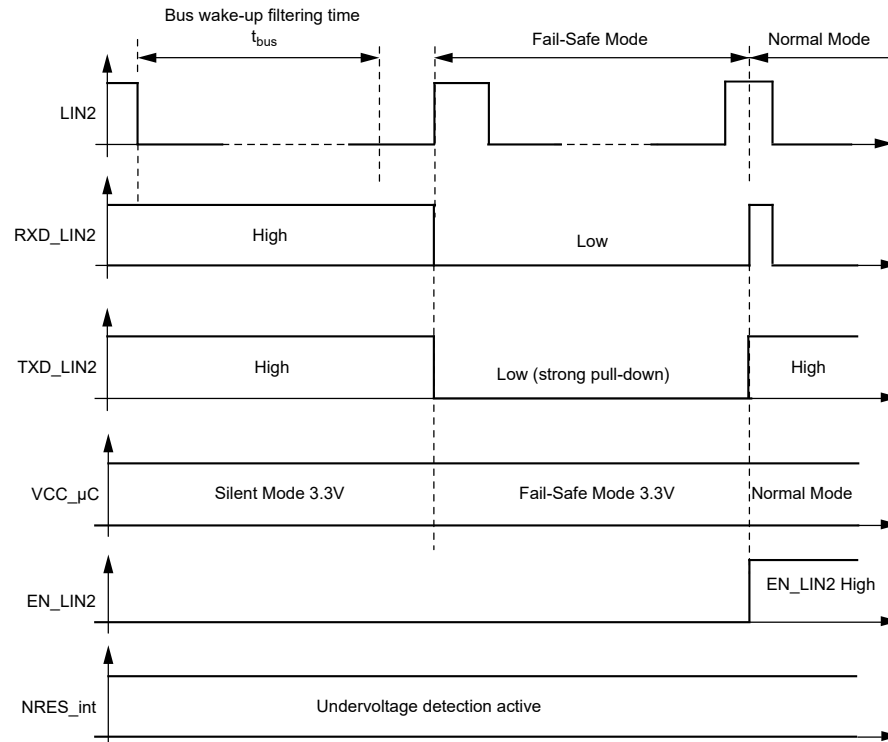 Bus wake-up filtering time
tbus
Fail-Safe Mode
Normal Mode
LIN2
RXD_LIN2
High
Low
TXD_LIN2
High
Low (strong pull-down)
High
VCC_µC
Silent Mode 3.3V
Fail-Safe Mode 3.3V
Normal Mode
EN_LIN2
EN_LIN2 High
NRES_int
Undervoltage detection active